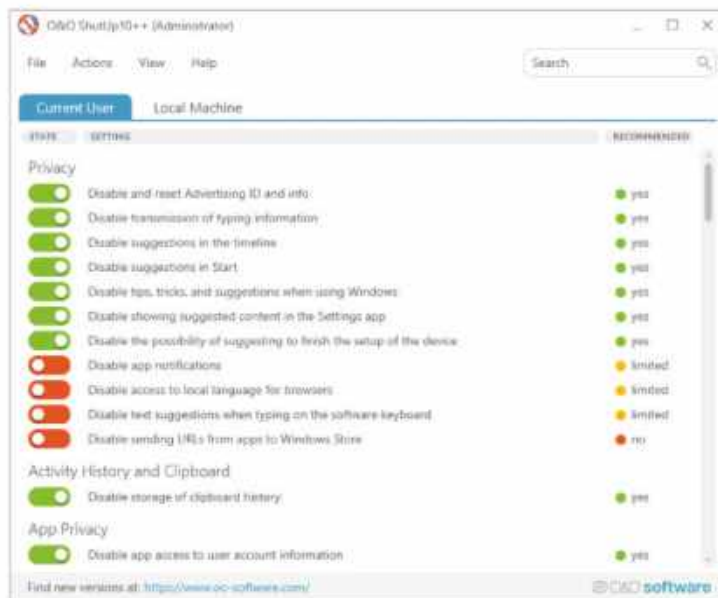 O&O ShutUp10++ (Administrator)
File Actions View Help
Search
Current User Local Machine
STATE SETTING RECOMMENDED
Privacy
Disable and reset Advertising ID and info yes
Disable transmission of typing information yes
Disable suggestions in the timeline yes
Disable suggestions in Start yes
Disable tips, tricks, and suggestions when using Windows yes
Disable showing suggested content in the Settings app yes
Disable the possibility of suggesting to finish the setup of the device yes
Disable app notifications limited
Disable access to local language for browsers limited
Disable text suggestions when typing on the software keyboard limited
Disable sending URLs from apps to Windows Store no
Activity History and Clipboard
Disable storage of clipboard history yes
App Privacy
Disable app access to user account information yes
Find new versions at: https://www.oo-software.com/ O&O software